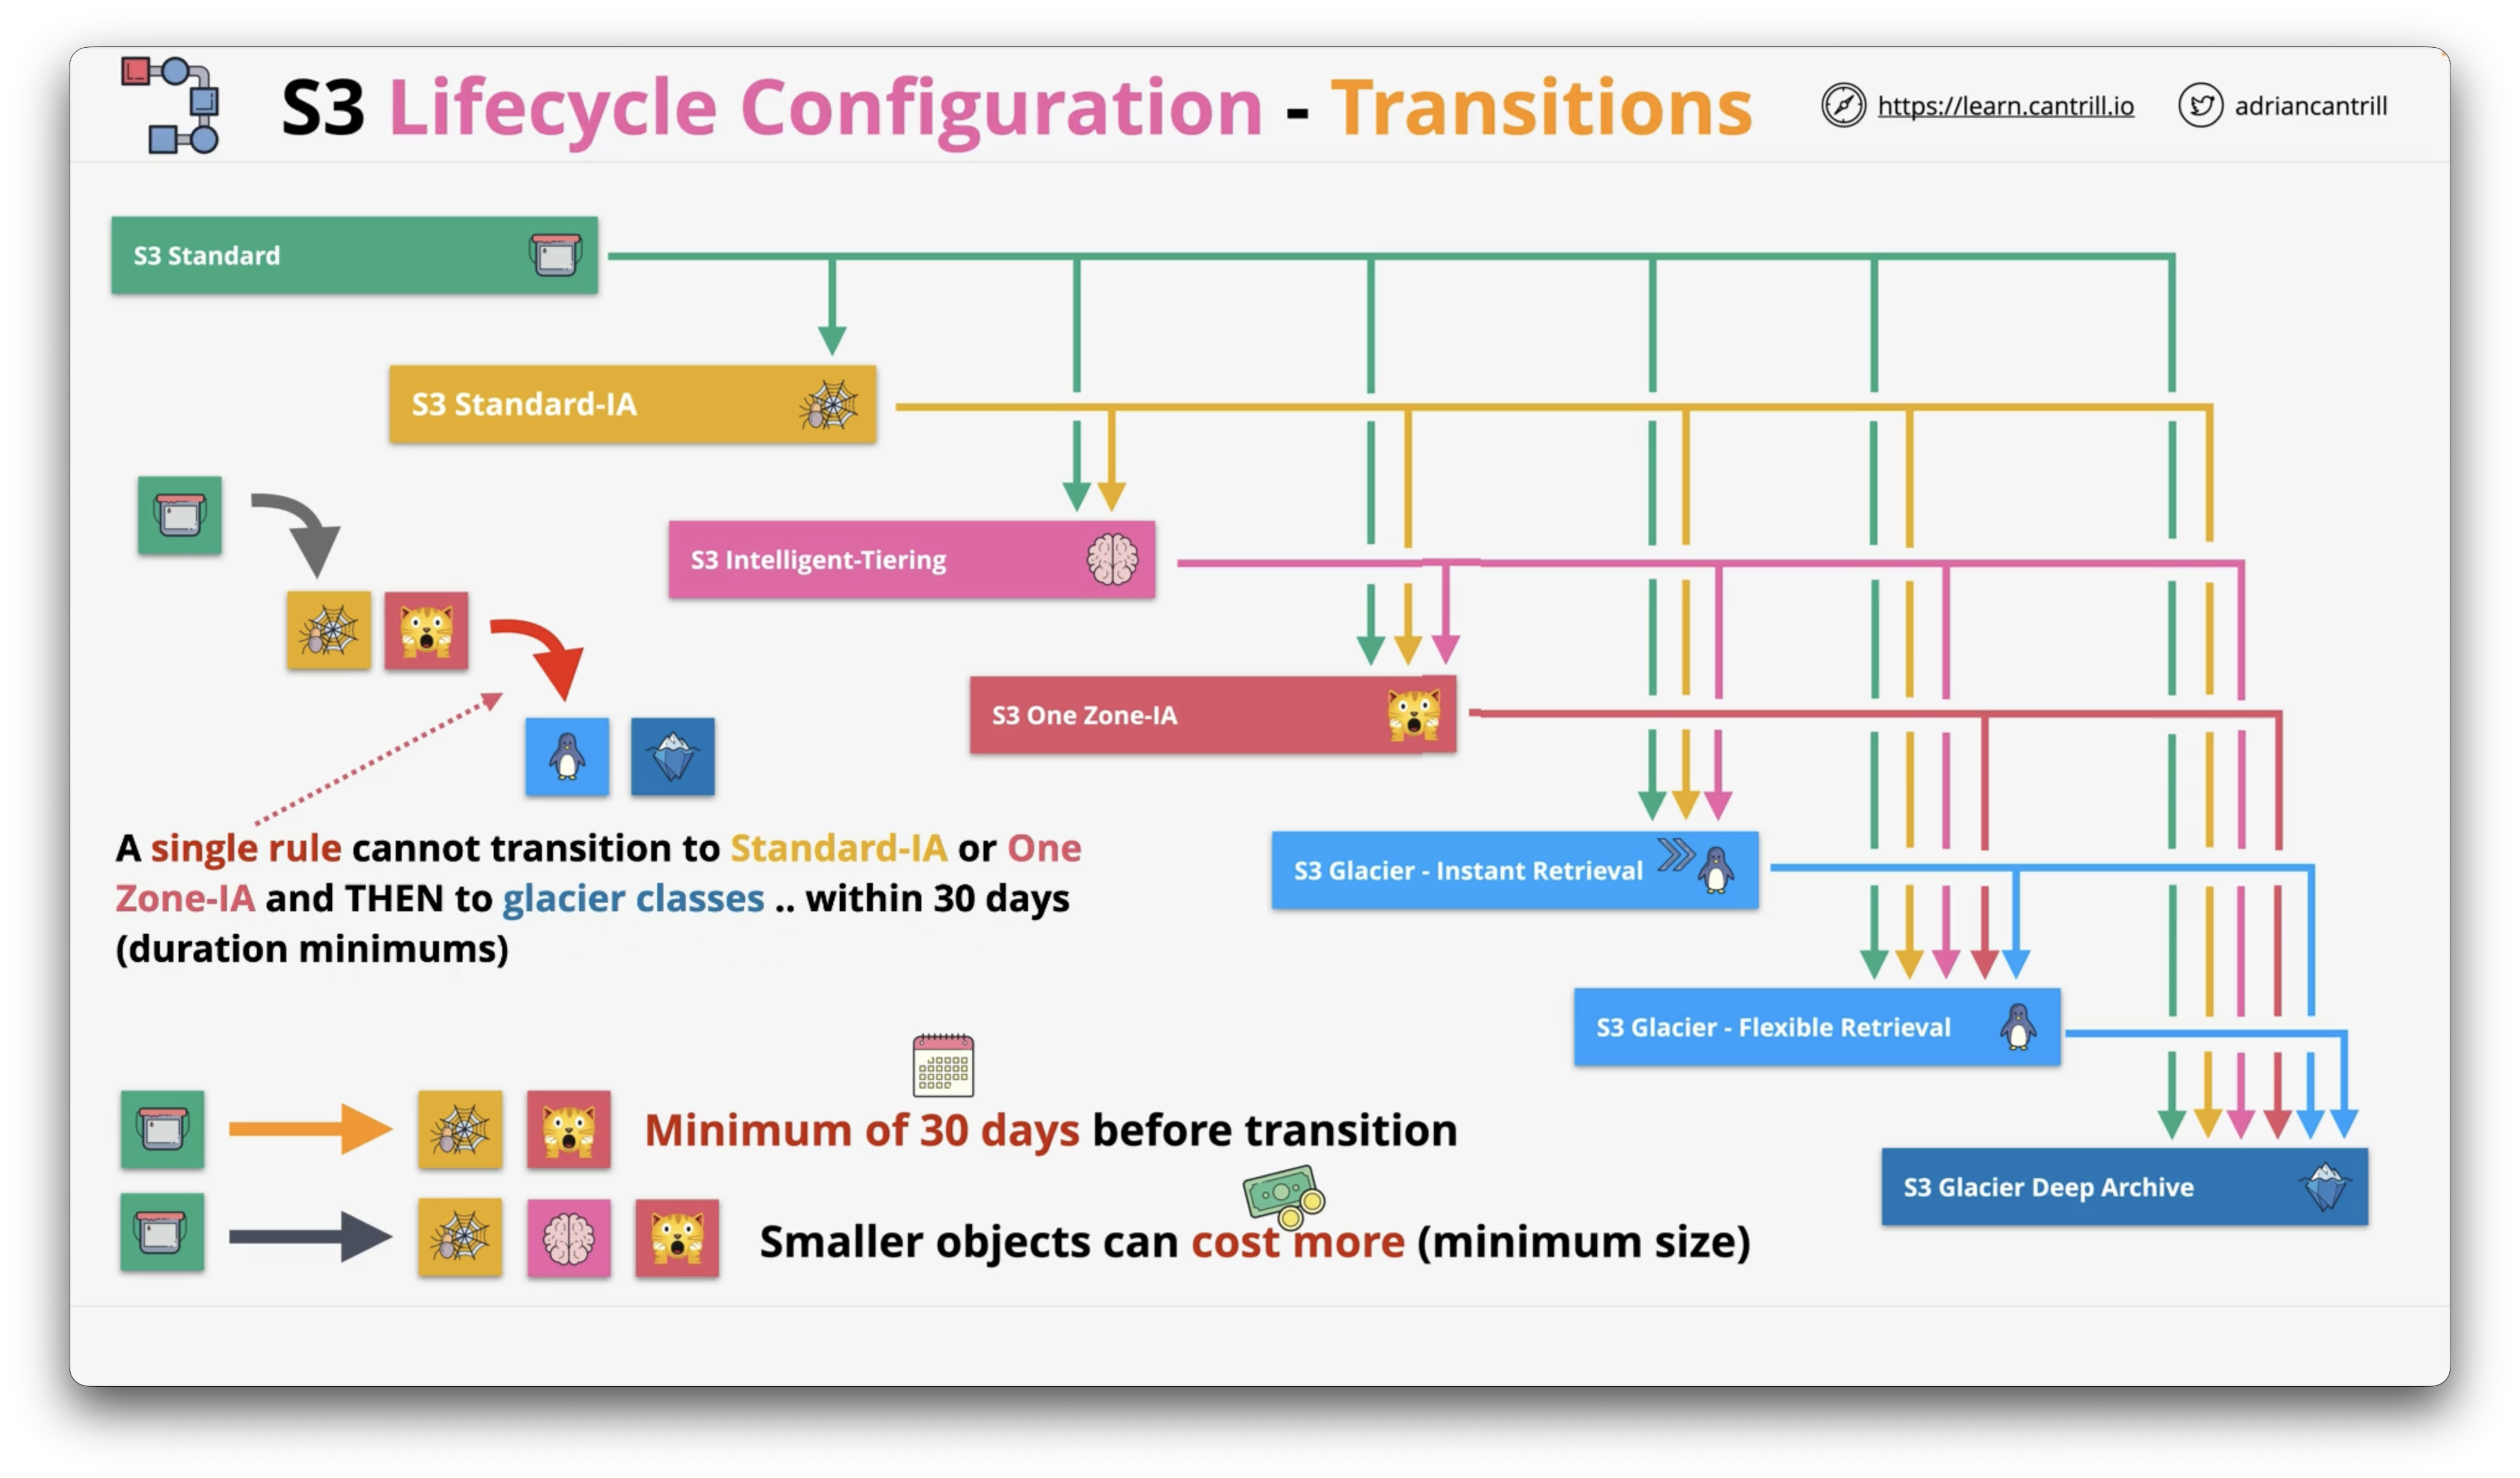 S3 Lifecycle Configuration - Transitions
https://learn.cantrill.io
adriancantrill
S3 Standard
S3 Standard-IA
S3 Intelligent-Tiering
S3 One Zone-IA
S3 Glacier - Instant Retrieval
S3 Glacier - Flexible Retrieval
S3 Glacier Deep Archive
A single rule cannot transition to Standard-IA or One
Zone-IA and THEN to glacier classes .. within 30 days
(duration minimums)
Minimum of 30 days before transition
Smaller objects can cost more (minimum size)